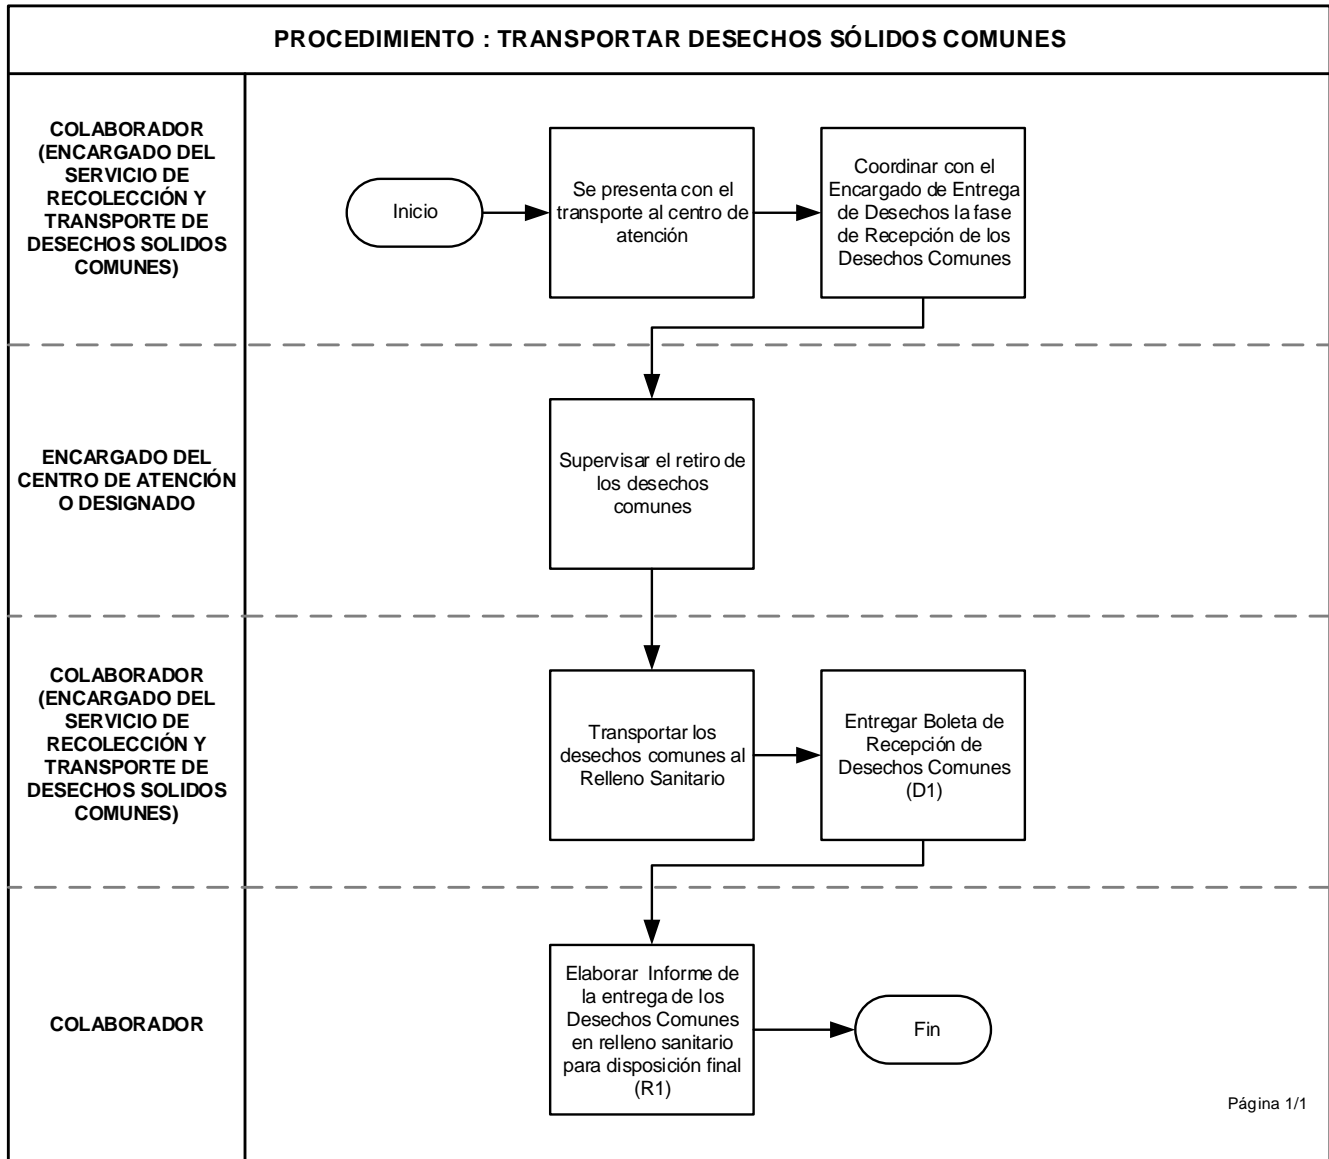 PROCEDIMIENTO : TRANSPORTAR DESECHOS SÓLIDOS COMUNES
COLABORADOR
(ENCARGADO DEL
SERVICIO DE
RECOLECCIÓN Y
TRANSPORTE DE
DESECHOS SOLIDOS
COMUNES)
Inicio
Se presenta con el
transporte al centro de
atención
Coordinar con el
Encargado de Entrega
de Desechos la fase
de Recepción de los
Desechos Comunes
ENCARGADO DEL
CENTRO DE ATENCIÓN
O DESIGNADO
Supervisar el retiro de
los desechos
comunes
COLABORADOR
(ENCARGADO DEL
SERVICIO DE
RECOLECCIÓN Y
TRANSPORTE DE
DESECHOS SOLIDOS
COMUNES)
Transportar los
desechos comunes al
Relleno Sanitario
Entregar Boleta de
Recepción de
Desechos Comunes
(D1)
COLABORADOR
Elaborar Informe de
la entrega de los
Desechos Comunes
en relleno sanitario
para disposición final
(R1)
Fin
Página 1/1